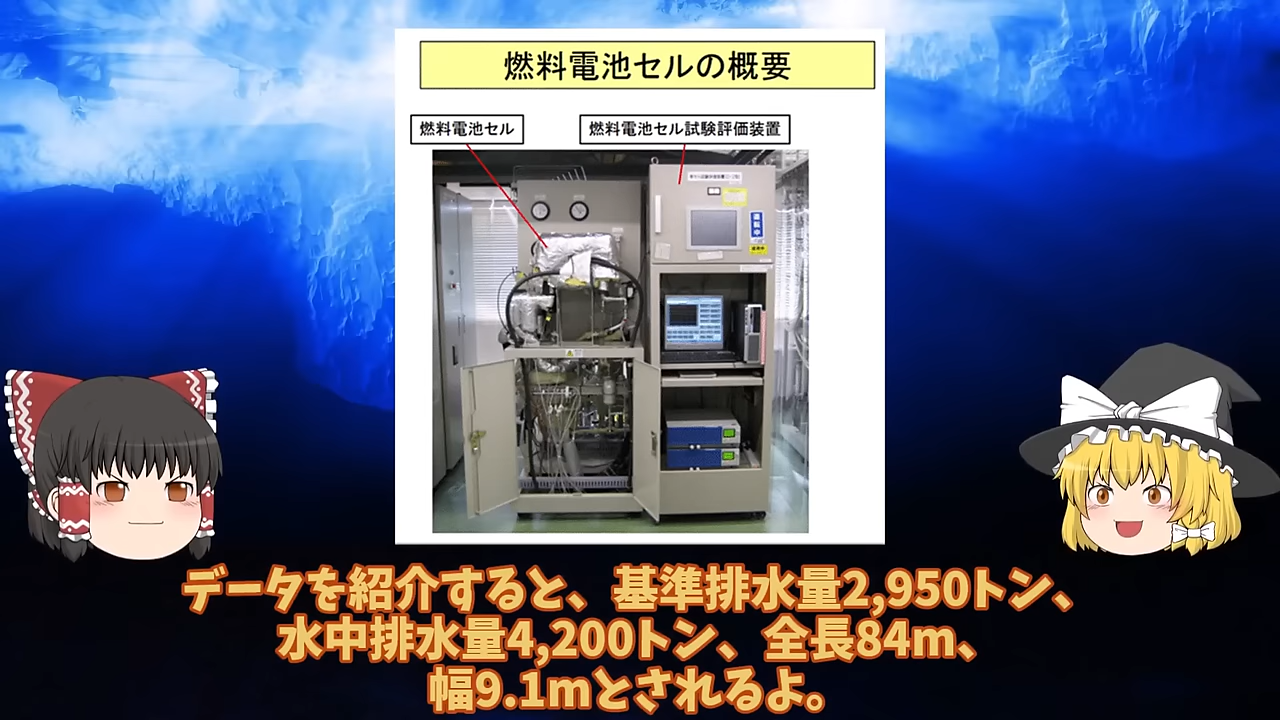 燃料電池セルの概要
燃料電池セル
燃料電池セル試験評価装置
運転中
データを紹介すると、基準排水量2,950トン、
水中排水量4,200トン、全長84m、
幅9.1mとされるよ。